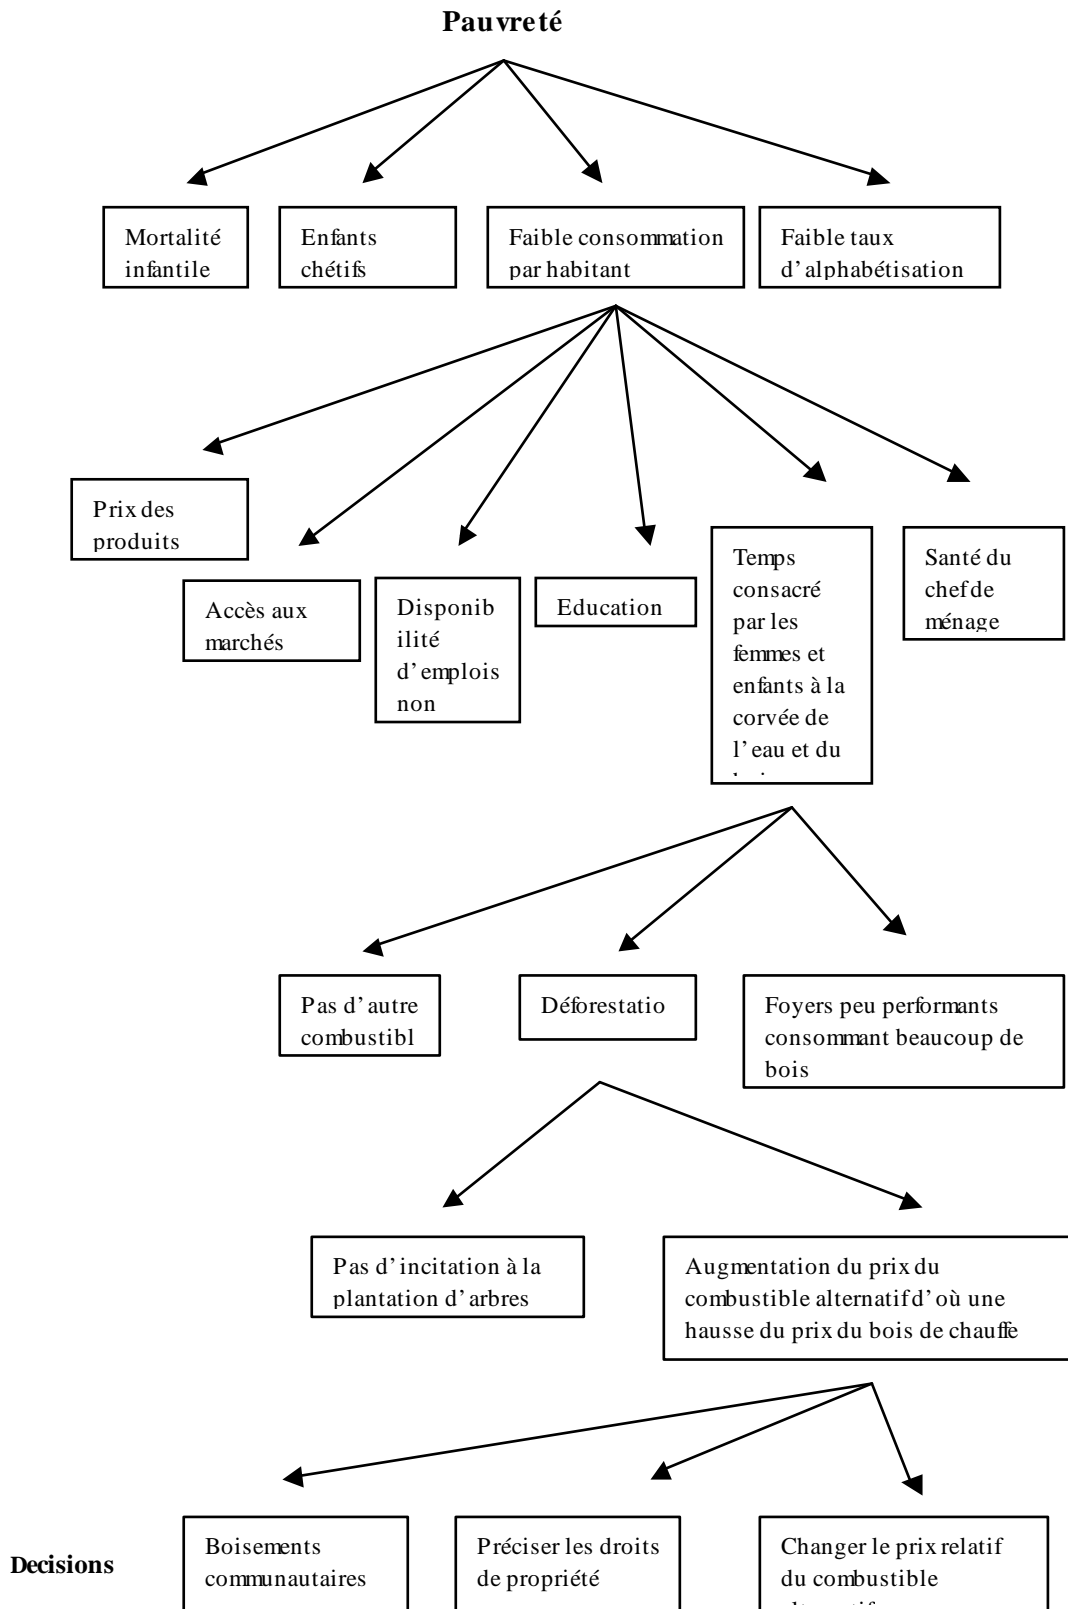 Pauvreté
Mortalité
infantile
Enfants
chétifs
Faible consommation
par habitant
Faible taux
d’alphabétisation
Prix des
produits
Accès aux
marchés
Disponib
ilité
d’emplois
non
Education
Temps
consacré
par les
femmes et
enfants à la
corvée de
l’eau et du
Santé du
chef de
ménage
Pas d’autre
combustibl
Déforestatio
Foyers peu performants
consommant beaucoup de
bois
Pas d’incitation à la
plantation d’arbres
Augmentation du prix du
combustible alternatif d’où une
hausse du prix du bois de chauffe
Decisions
Boisements
communautaires
Préciser les droits
de propriété
Changer le prix relatif
du combustible